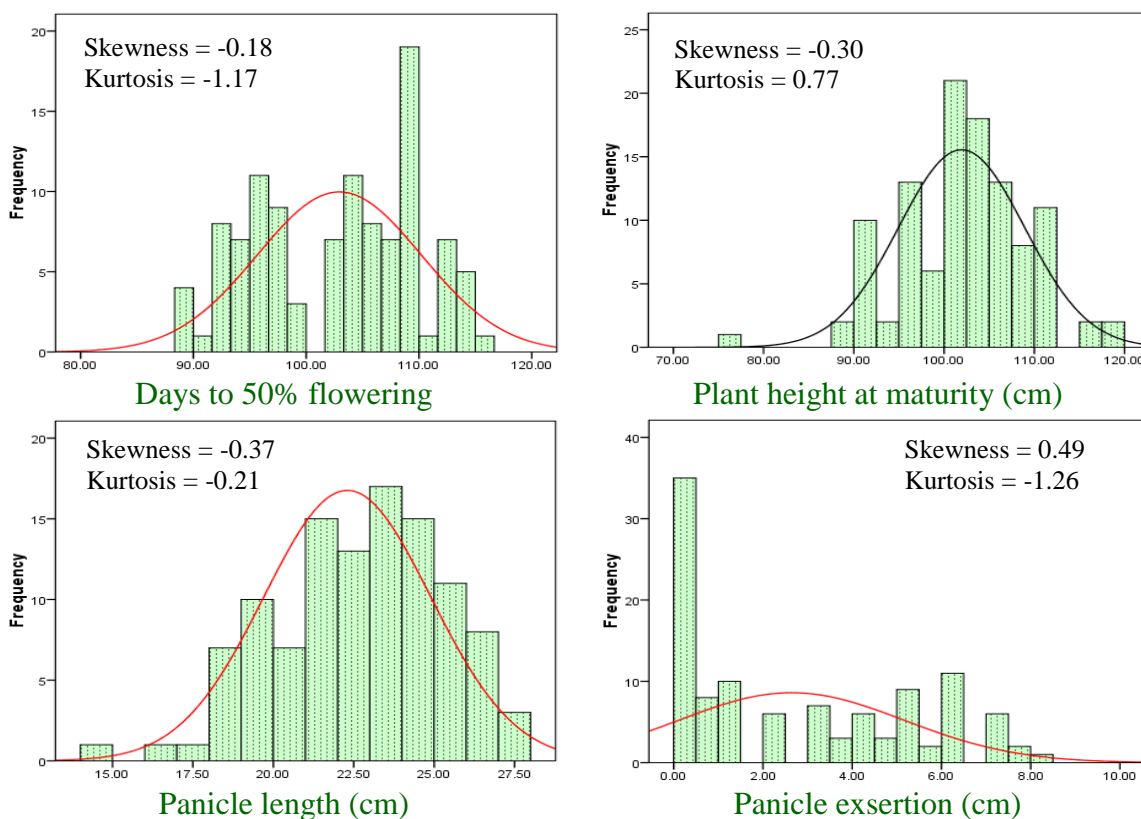 Skewness = -0.18
Kurtosis = -1.17
Frequency
20
15
10
5
0
80.00 90.00 100.00 110.00 120.00
Days to 50% flowering
Skewness = -0.30
Kurtosis = 0.77
Frequency
25
20
15
10
5
0
70.00 80.00 90.00 100.00 110.00 120.00
Plant height at maturity (cm)
Skewness = -0.37
Kurtosis = -0.21
Frequency
20
15
10
5
0
15.00 17.50 20.00 22.50 25.00 27.50
Panicle length (cm)
Skewness = 0.49
Kurtosis = -1.26
Frequency
40
30
20
10
0
0.00 2.00 4.00 6.00 8.00 10.00
Panicle exsertion (cm)